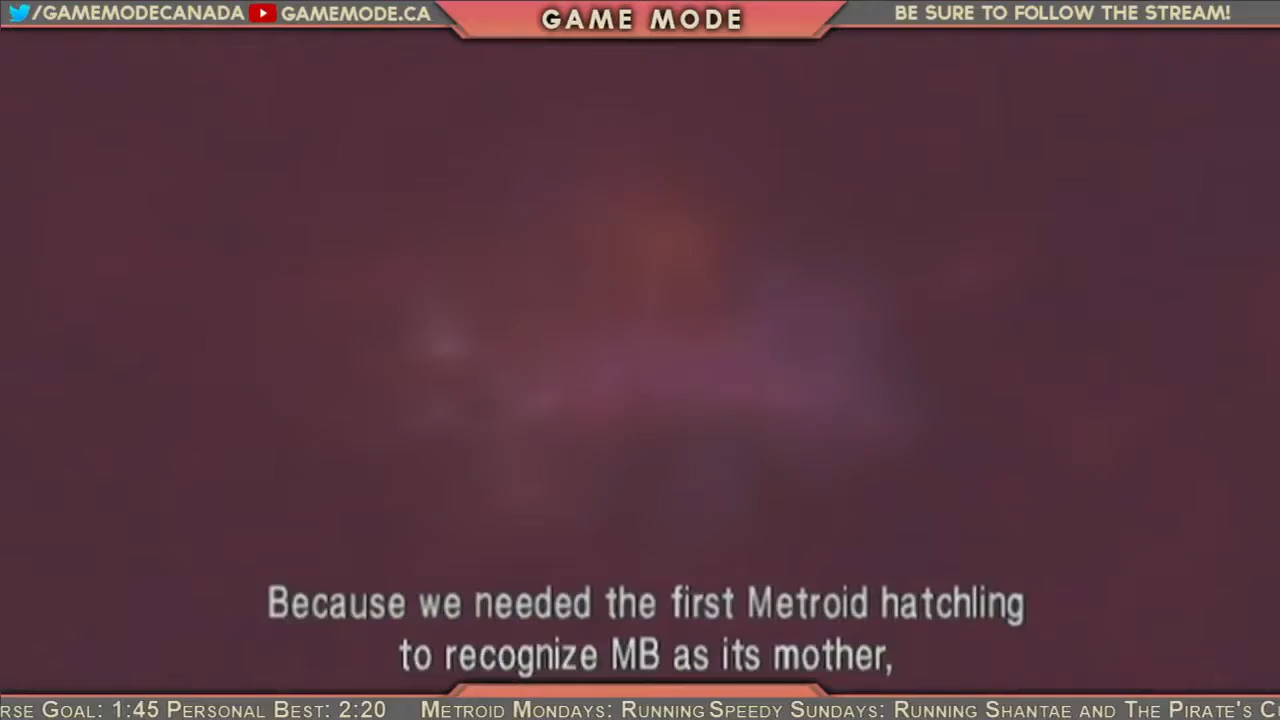 /GAMEMODECANADA GAMEMODE.CA
GAME MODE
BE SURE TO FOLLOW THE STREAM!
Because we needed the first Metroid hatchling
to recognize MB as its mother,
RSE GOAL: 1:45 PERSONAL BEST: 2:20 METROID MONDAYS: RUNNING SPEEDY SUNDAYS: RUNNING SHANTAE AND THE PIRATE'S C